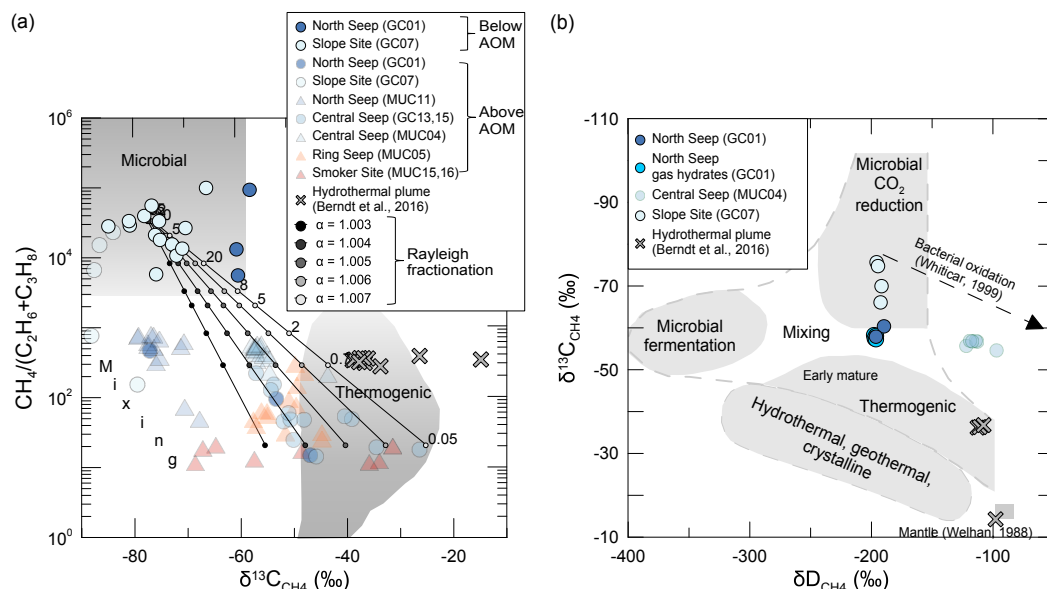 (a)
North Seep (GC01)
Slope Site (GC07)
Below
AOM
North Seep (GC01)
Slope Site (GC07)
North Seep (MUC11)
Central Seep (GC13,15)
Central Seep (MUC04)
Ring Seep (MUC05)
Smoker Site (MUC15,16)
Above
AOM
Hydrothermal plume
(Berndt et al., 2016)
α = 1.003
α = 1.004
α = 1.005
α = 1.006
α = 1.007
Rayleigh
fractionation
10⁶
10⁴
10²
10⁰
CH₄/(C₂H₆+C₃H₈)
Microbial
5
20
8
5
2
0.05
Thermogenic
M
i
x
i
n
g
-80
-60
-40
-20
δ¹³C_CH4 (‰)
(b)
North Seep (GC01)
North Seep
gas hydrates (GC01)
Central Seep (MUC04)
Slope Site (GC07)
Hydrothermal plume
(Berndt et al., 2016)
-110
-90
-70
-50
-30
-10
δ¹³C_CH4 (‰)
Microbial
CO₂
reduction
Bacterial oxidation
(Whiticar, 1999)
Microbial
fermentation
Mixing
Early mature
Thermogenic
Hydrothermal, geothermal,
crystalline
Mantle (Welhan, 1988)
-400
-300
-200
-100
δD_CH4 (‰)